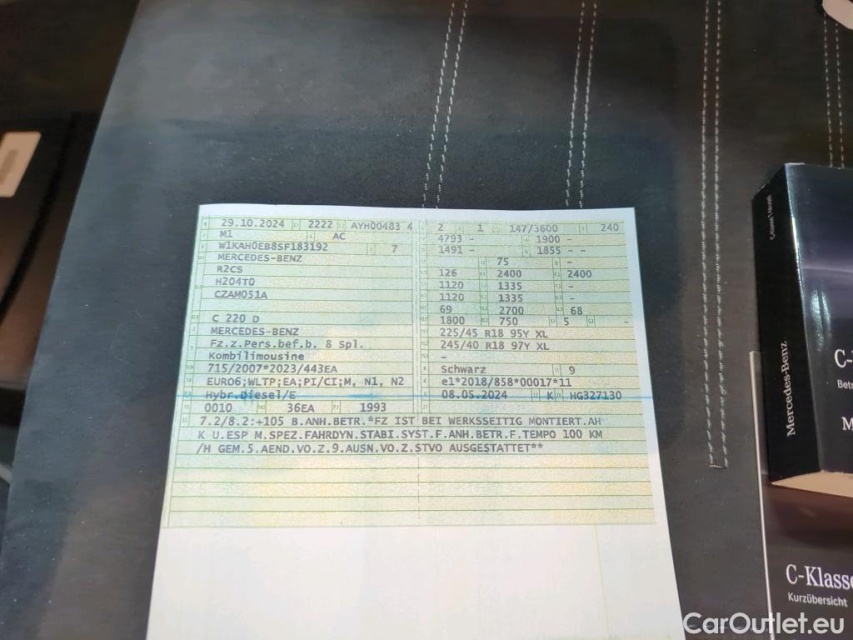 29.10.2024 2222 AYH00483 4
M1 AC
W1KAH0EB8SF183192 7
MERCEDES-BENZ
R2CS
H204T0
CZAM051A
C 220 D
MERCEDES-BENZ
Fz.z.Pers.bef.b. 8 Spl.
Kombilimousine
715/2007*2023/443EA
EURO6;WLTP;EA;PI/CI;M, N1, N2
Hybr.Diesel/E
0010 36EA 1993
2 1 147/3600 240
4793 - 1900 -
1491 - 1855 -
75 -
126 2400 2400
1120 1335 -
1120 1335 -
69 2700 68
1800 750 5 -
225/45 R18 95Y XL
245/40 R18 97Y XL
-
Schwarz 9
e1*2018/858*00017*11
08.05.2024 K HG327130
7.2/8.2:+105 B.ANH.BETR.*FZ IST BEI WERKSSEITIG MONTIERT.AH
K U.ESP M.SPEZ.FAHRDYN.STABI.SYST.F.ANH.BETR.F.TEMPO 100 KM
/H GEM.5.AEND.VO.Z.9.AUSN.VO.Z.STVO AUSGESTATTET**
Mercedes-Benz
C-
M
C-Klasse
Kurzübersicht
CarOutlet.eu